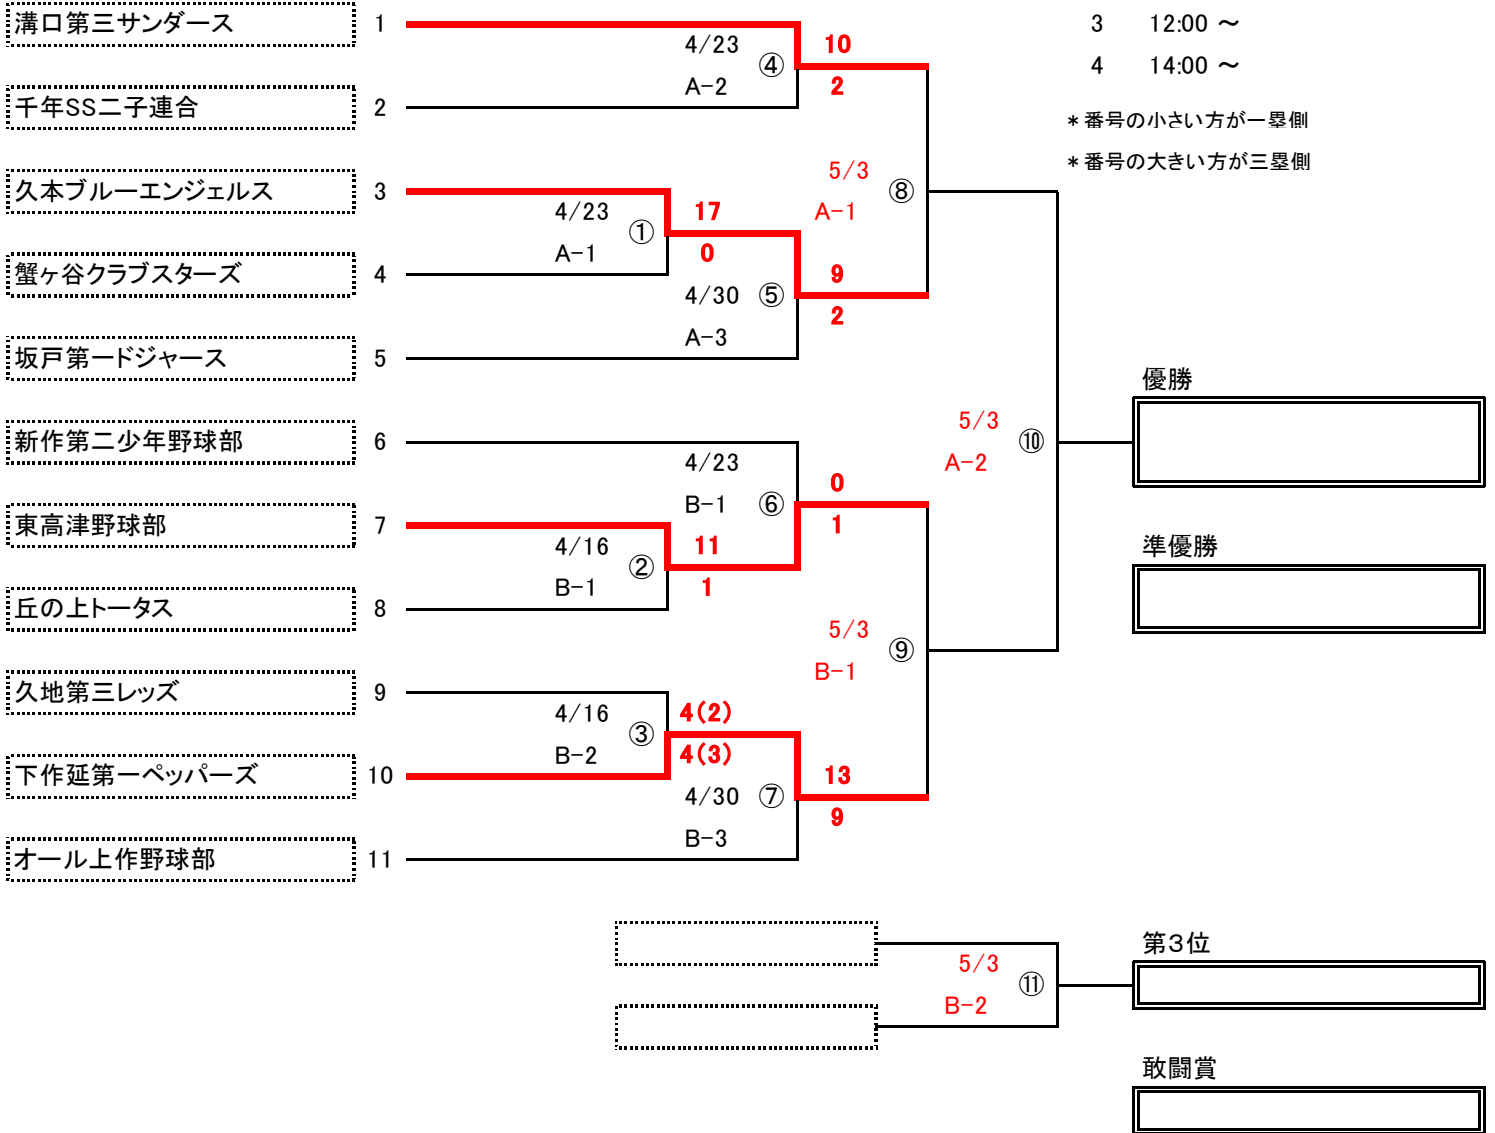 溝口第三サンダース 1
3 12:00 ～
4/23 ④ 10
4 14:00 ～
A-2 2
千年SS二子連合 2
＊番号の小さい方が一塁側
＊番号の大きい方が三塁側
5/3 ⑧
A-1
久本ブルーエンジェルス 3
4/23 ① 17
A-1 0
蟹ヶ谷クラブスターズ 4
9
4/30 ⑤
2
A-3
坂戸第一ドジャース 5
優勝
5/3 ⑩
A-2
新作第二少年野球部 6
4/23
0
B-1 ⑥
1
東高津野球部 7
4/16 ② 11
B-1 1
準優勝
丘の上トータス 8
5/3 ⑨
B-1
久地第三レッズ 9
4/16 ③ 4(2)
B-2 4(3)
下作延第一ペッパーズ 10
13
4/30 ⑦
9
B-3
オール上作野球部 11
第３位
5/3 ⑪
B-2
敢闘賞